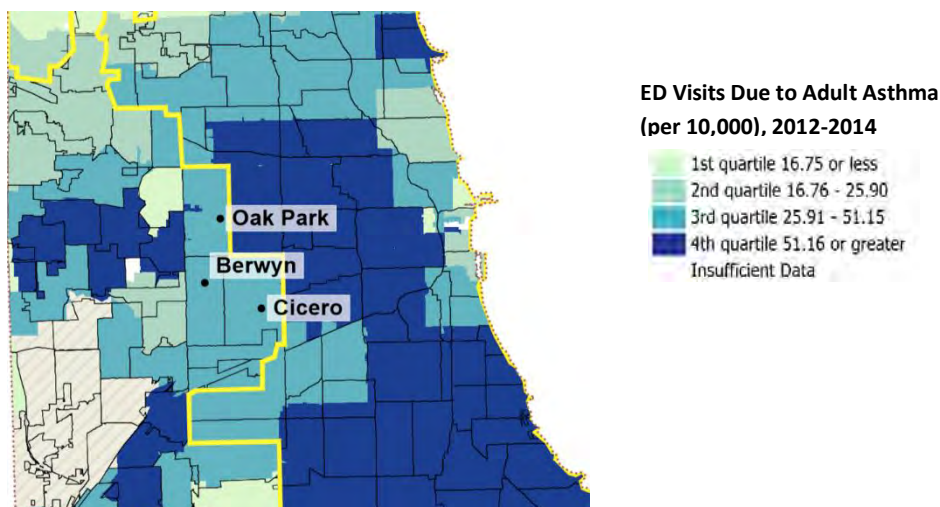 Oak Park
Berwyn
Cicero
ED Visits Due to Adult Asthma
(per 10,000), 2012-2014
1st quartile 16.75 or less
2nd quartile 16.76 - 25.90
3rd quartile 25.91 - 51.15
4th quartile 51.16 or greater
Insufficient Data